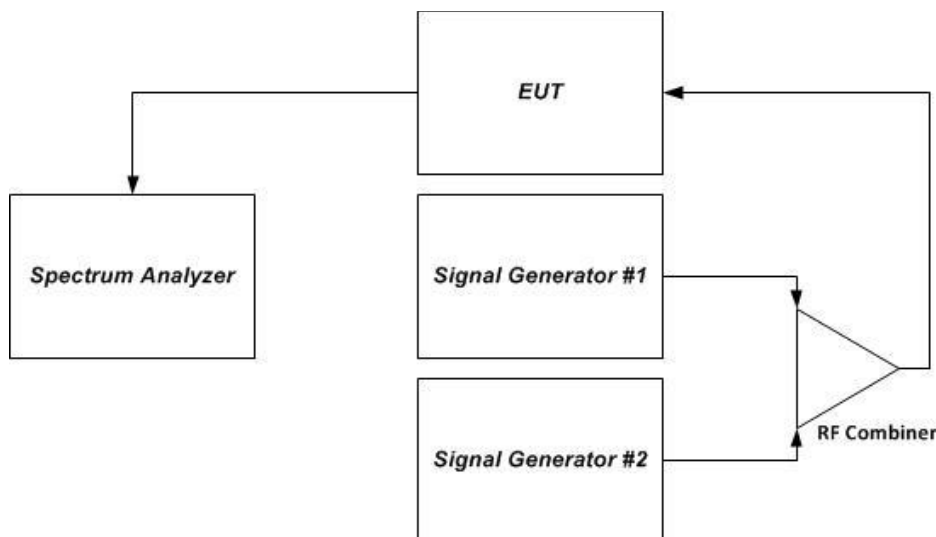 EUT
Spectrum Analyzer
Signal Generator #1
RF Combiner
Signal Generator #2